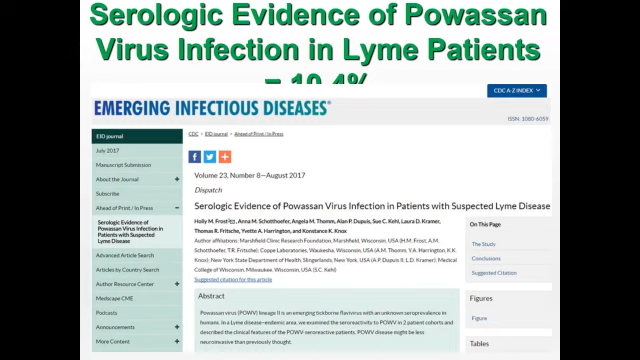 Serologic Evidence of Powassan
Virus Infection in Lyme Patients
= 10.4%
CDC A-Z INDEX
EMERGING INFECTIOUS DISEASES®
ISSN: 1080-6059
EID journal
July 2017
Manuscript Submission
About the Journal +
Subscribe
Ahead of Print / In Press −
Serologic Evidence of
Powassan Virus Infection in
Patients with Suspected Lyme
Disease
Advanced Article Search
Articles by Country Search
Author Resource Center +
Medscape CME
Podcasts
Announcements +
More Content +
CDC > EID journal > Ahead of Print / In Press
Volume 23, Number 8—August 2017
Dispatch
Serologic Evidence of Powassan Virus Infection in Patients with Suspected Lyme Disease
Holly M. Frost, Anna M. Schotthoefer, Angela M. Thomm, Alan P. Dupuis, Sue C. Kehl, Laura D. Kramer,
Thomas R. Fritsche, Yvette A. Harrington, and Konstance K. Knox
Author affiliations: Marshfield Clinic Research Foundation, Marshfield, Wisconsin, USA (H.M. Frost, A.M.
Schotthoefer, T.R. Fritsche); Coppe Laboratories, Waukesha, Wisconsin, USA (A.M. Thomm, Y.A. Harrington, K.K.
Knox); New York State Department of Health, Slingerlands, New York, USA (A.P. Dupuis II, L.D. Kramer);
Medical College of Wisconsin, Milwaukee, Wisconsin, USA (S.C. Kehl)
Suggested citation for this article
Abstract
Powassan virus (POWV) lineage II is an emerging tickborne flavivirus with an unknown seroprevalence in
humans. In a Lyme disease–endemic area, we examined the seroreactivity to POWV in 2 patient cohorts and
described the clinical features of the POWV-seroreactive patients. POWV disease might be less
neuroinvasive than previously thought.
On This Page
The Study
Conclusions
Suggested Citation
Figures
Figure
Tables